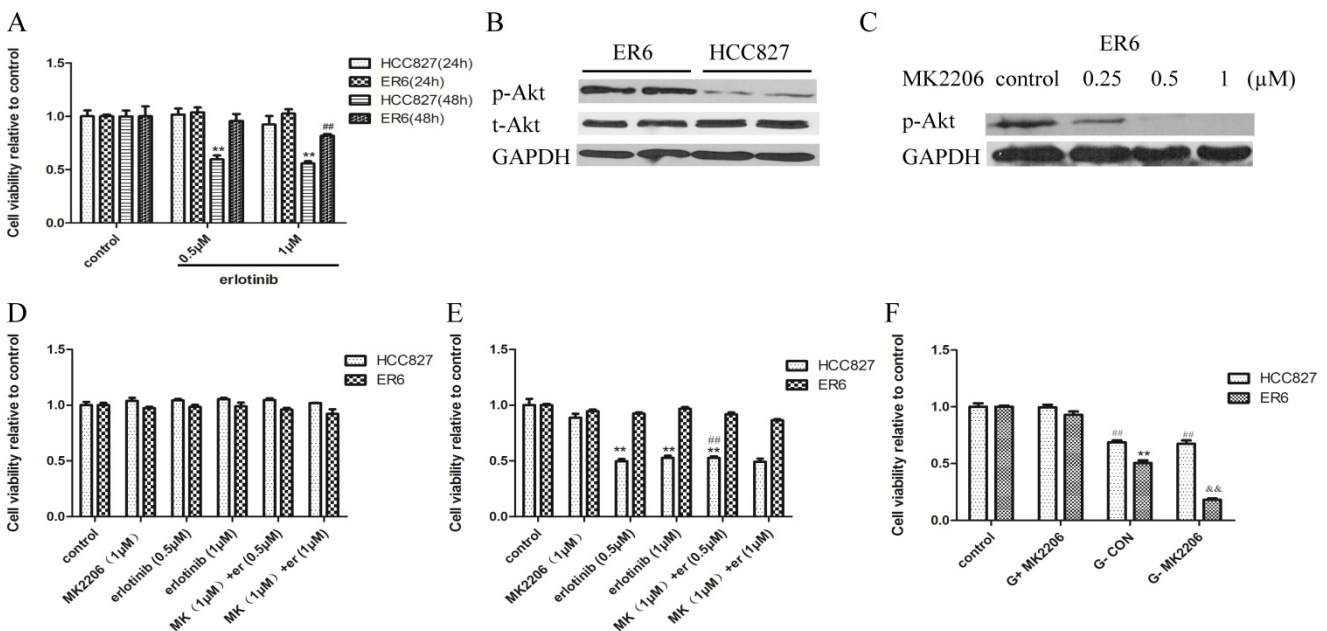 A
Cell viability relative to control
1.5
1.0
0.5
0.0
HCC827(24h)
ER6(24h)
HCC827(48h)
ER6(48h)
**
**
##
control
0.5µM
1µM
erlotinib
B
ER6 HCC827
p-Akt
t-Akt
GAPDH
C
ER6
MK2206 control 0.25 0.5 1 (µM)
p-Akt
GAPDH
D
Cell viability relative to control
1.5
1.0
0.5
0.0
HCC827
ER6
control
MK2206（1µM）
erlotinib (0.5µM)
erlotinib (1µM)
MK（1µM）+er (0.5µM)
MK（1µM）+er (1µM)
E
Cell viability relative to control
1.5
1.0
0.5
0.0
HCC827
ER6
**
**
##
**
control
MK2206（1µM）
erlotinib (0.5µM)
erlotinib (1µM)
MK（1µM）+er (0.5µM)
MK（1µM）+er (1µM)
F
Cell viability relative to control
1.5
1.0
0.5
0.0
HCC827
ER6
##
**
##
&&
control
G+ MK2206
G- CON
G- MK2206